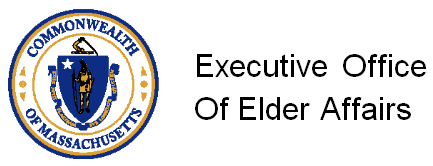 COMMONWEALTH
OF MASSACHUSETTS
Executive Office
Of Elder Affairs